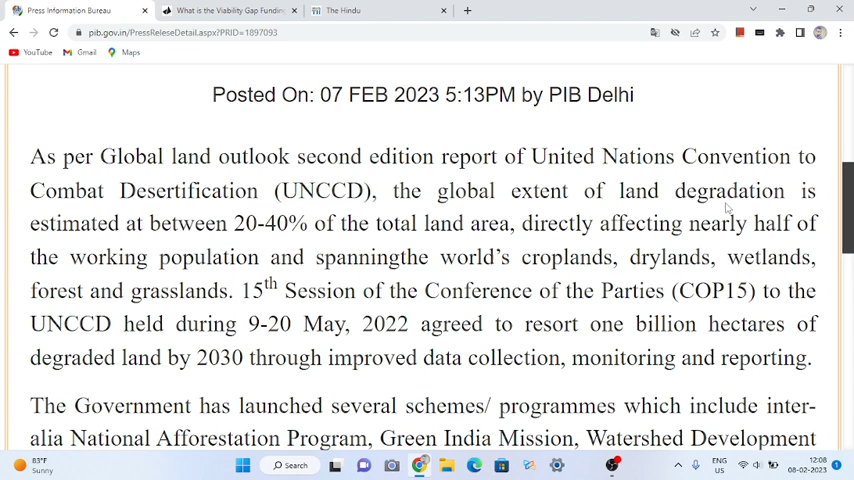 Press Information Bureau
What is the Viability Gap Funding
The Hindu
pib.gov.in/PressReleseDetail.aspx?PRID=1897093
YouTube
Gmail
Maps
Posted On: 07 FEB 2023 5:13PM by PIB Delhi
As per Global land outlook second edition report of United Nations Convention to
Combat Desertification (UNCCD), the global extent of land degradation is
estimated at between 20-40% of the total land area, directly affecting nearly half of
the working population and spanningthe world's croplands, drylands, wetlands,
forest and grasslands. 15th Session of the Conference of the Parties (COP15) to the
UNCCD held during 9-20 May, 2022 agreed to resort one billion hectares of
degraded land by 2030 through improved data collection, monitoring and reporting.
The Government has launched several schemes/ programmes which include inter-
alia National Afforestation Program, Green India Mission, Watershed Development
83°F
Sunny
Search
ENG
US
12:08
08-02-2023
1